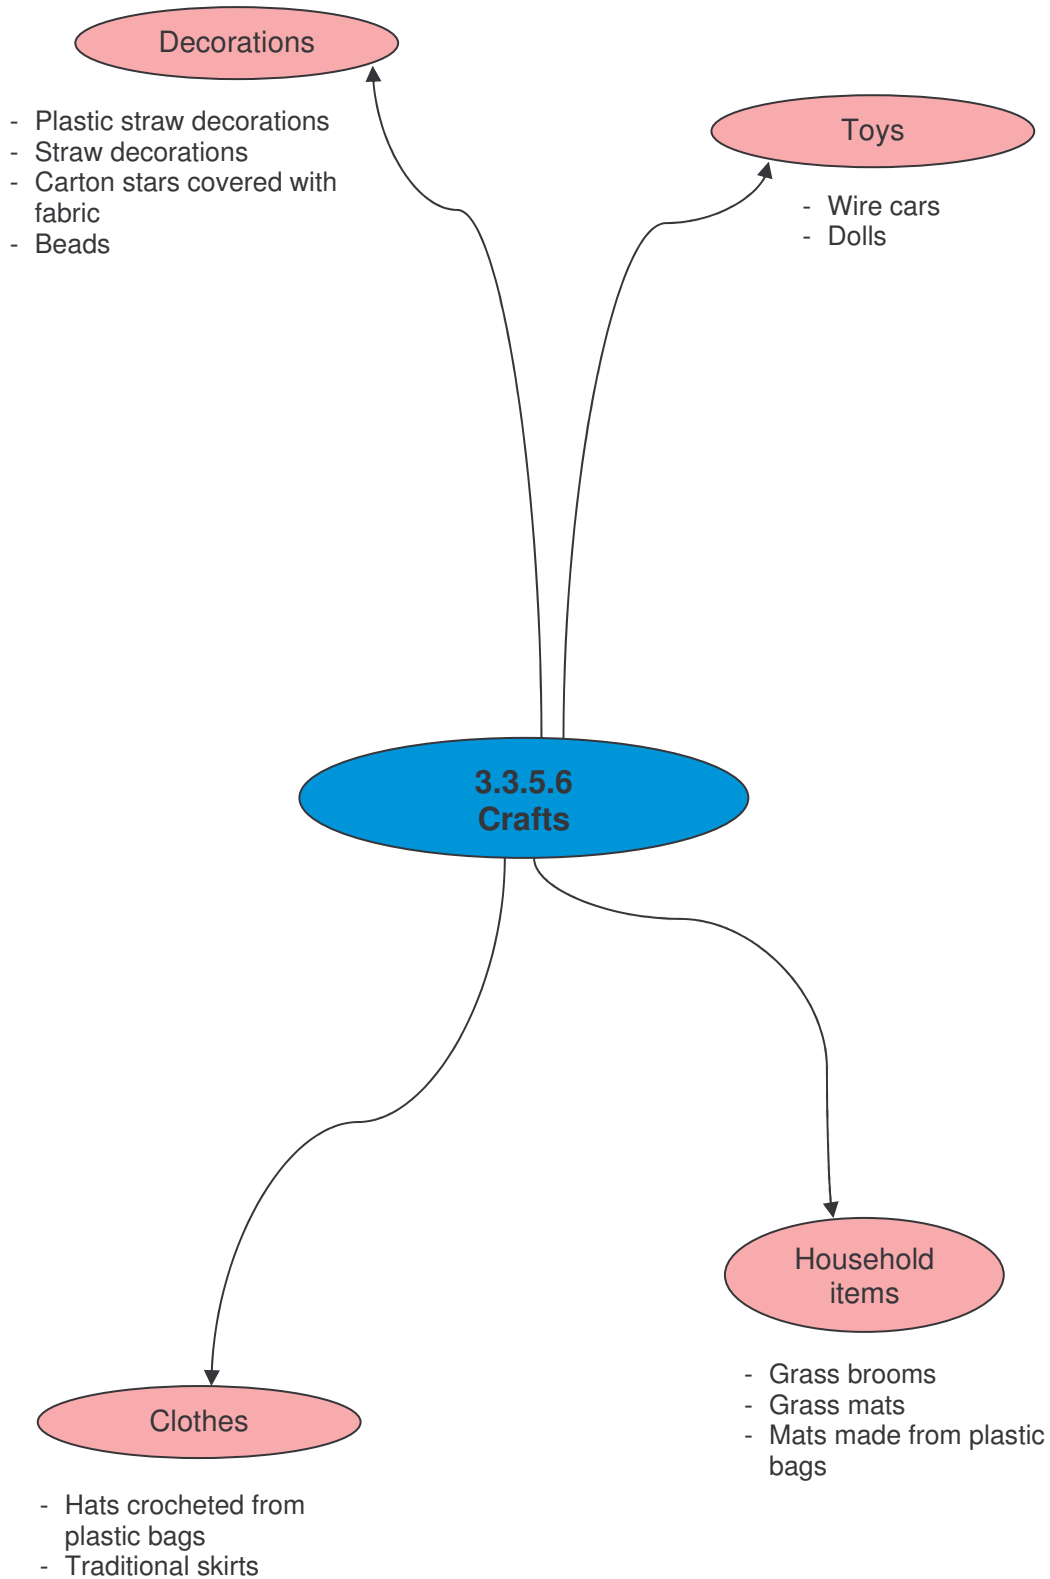 Decorations
- Plastic straw decorations
- Straw decorations
- Carton stars covered with
fabric
- Beads
Toys
- Wire cars
- Dolls
3.3.5.6
Crafts
Household
items
- Grass brooms
- Grass mats
- Mats made from plastic
bags
Clothes
- Hats crocheted from
plastic bags
- Traditional skirts